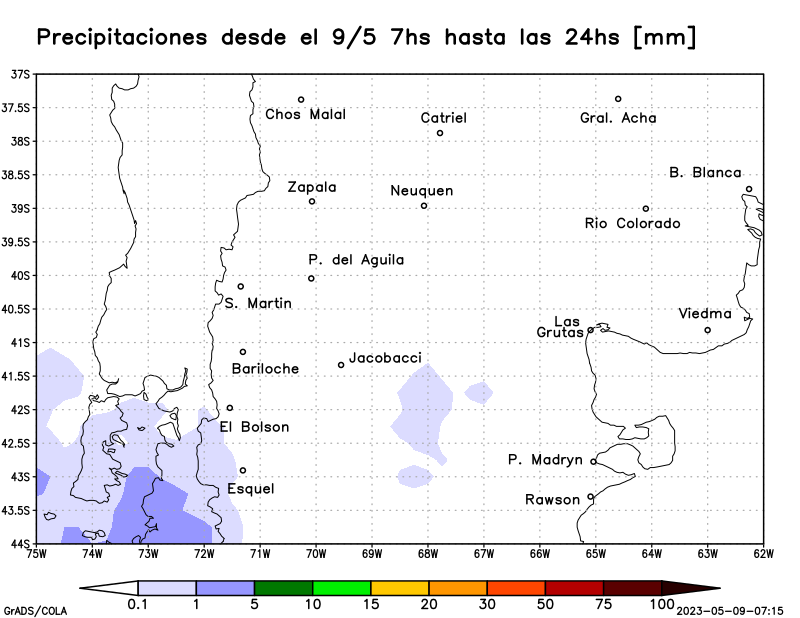 Precipitaciones desde el 9/5 7hs hasta las 24hs [mm]
37S
37.5S
38S
38.5S
39S
39.5S
40S
40.5S
41S
41.5S
42S
42.5S
43S
43.5S
44S
Chos Malal
Catriel
Gral. Acha
B. Blanca
Zapala
Neuquen
Rio Colorado
P. del Aguila
S. Martin
Viedma
Las
Grutas
Jacobacci
Bariloche
El Bolson
P. Madryn
Esquel
Rawson
75W 74W 73W 72W 71W 70W 69W 68W 67W 66W 65W 64W 63W 62W
0.1 1 5 10 15 20 30 50 75 100
GrADS/COLA
2023-05-09-07:15